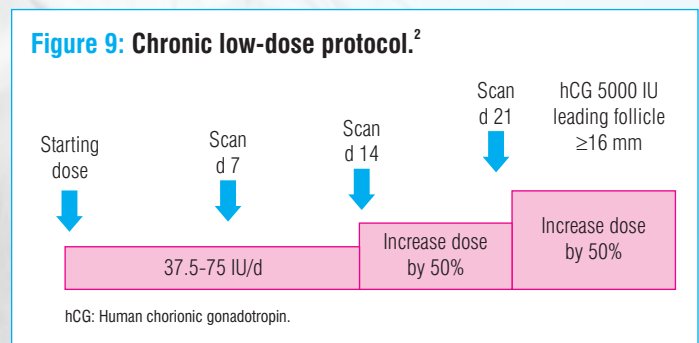 Figure 9: Chronic low-dose protocol.²
Starting
dose
Scan
d 7
Scan
d 14
Scan
d 21
hCG 5000 IU
leading follicle
≥16 mm
37.5-75 IU/d
Increase dose
by 50%
Increase dose
by 50%
hCG: Human chorionic gonadotropin.